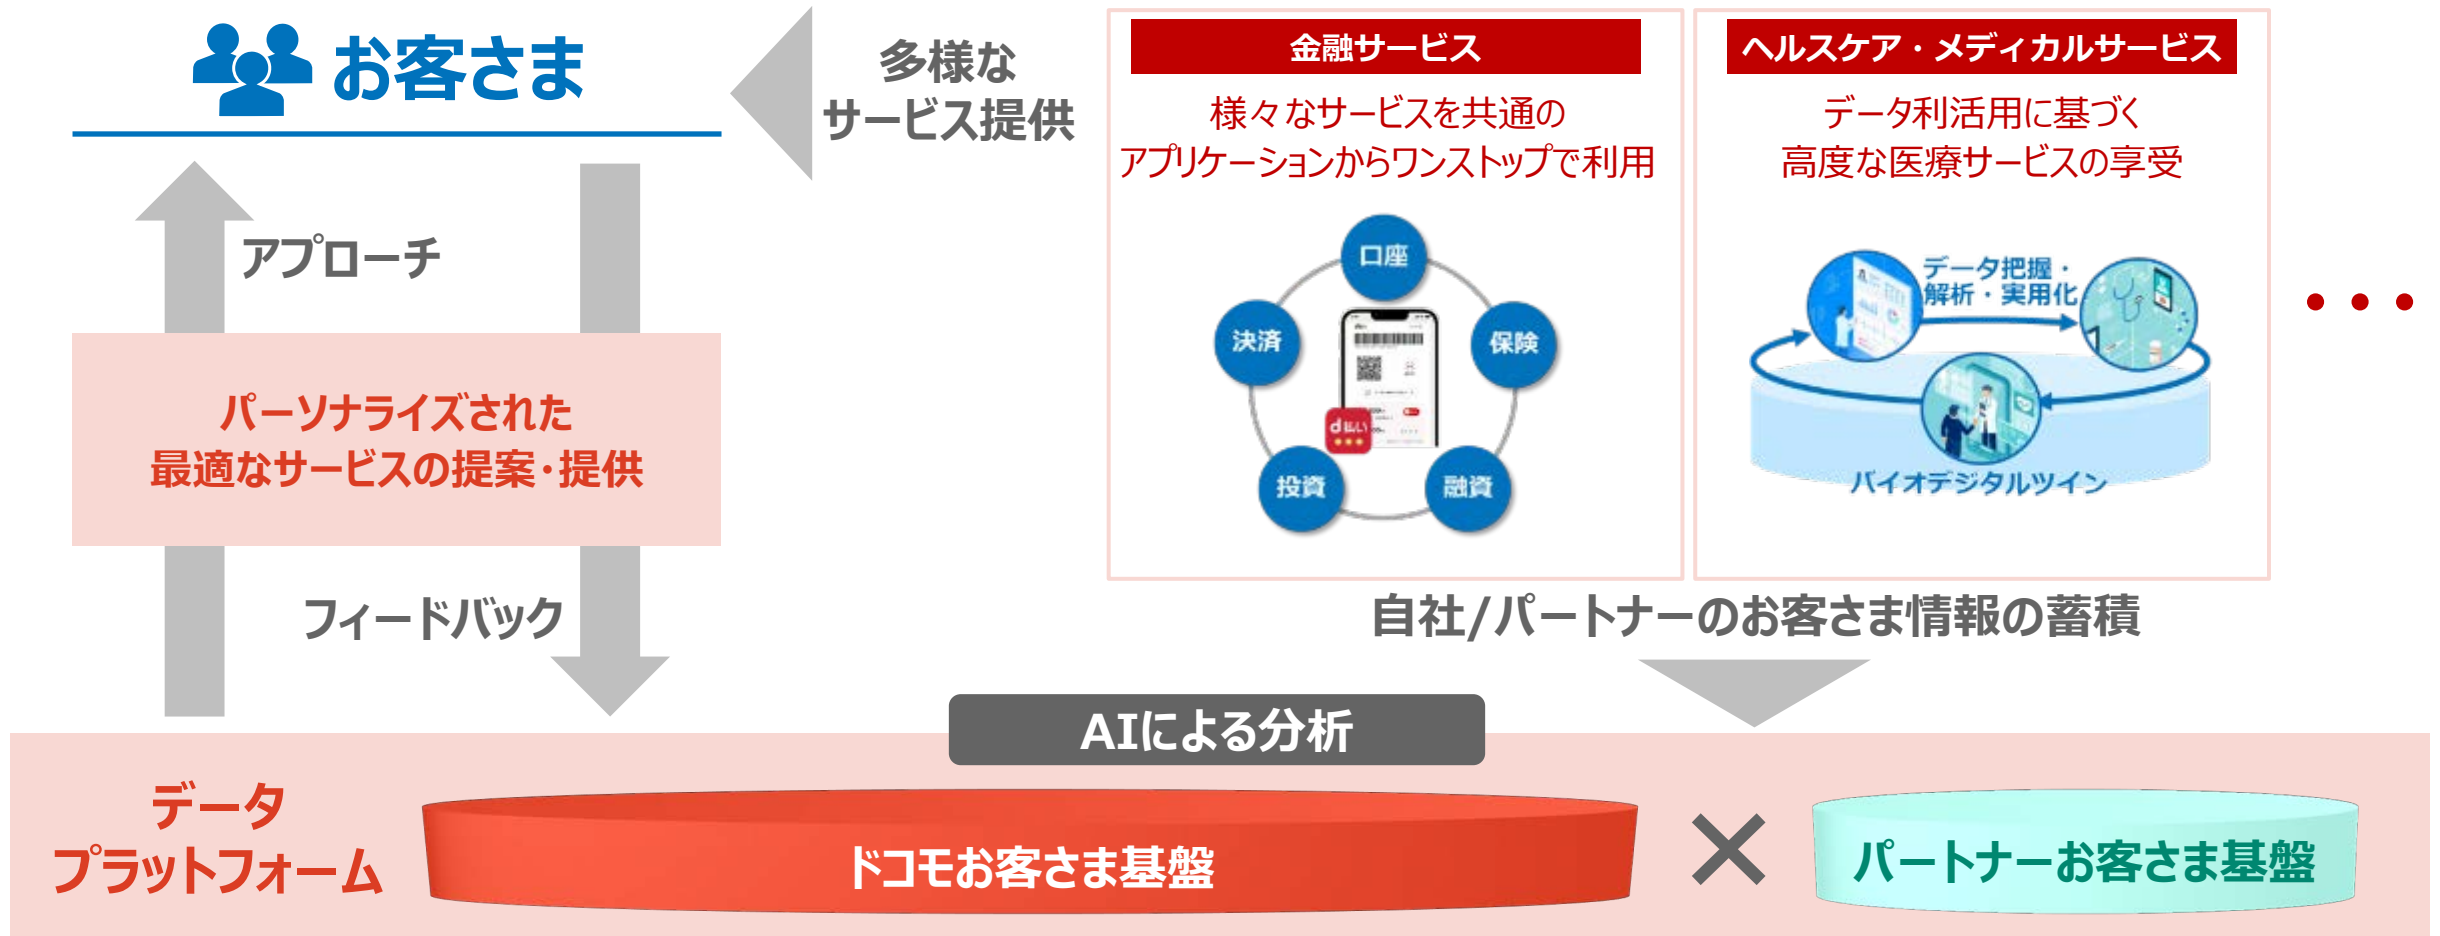 お客さま
多様な
サービス提供
金融サービス
様々なサービスを共通の
アプリケーションからワンストップで利用
口座
決済
保険
d払い
投資
融資
ヘルスケア・メディカルサービス
データ利活用に基づく
高度な医療サービスの享受
データ把握・
解析・実用化
バイオデジタルツイン
・・・
アプローチ
パーソナライズされた
最適なサービスの提案・提供
フィードバック
自社/パートナーのお客さま情報の蓄積
AIによる分析
データ
プラットフォーム
ドコモお客さま基盤
×
パートナーお客さま基盤